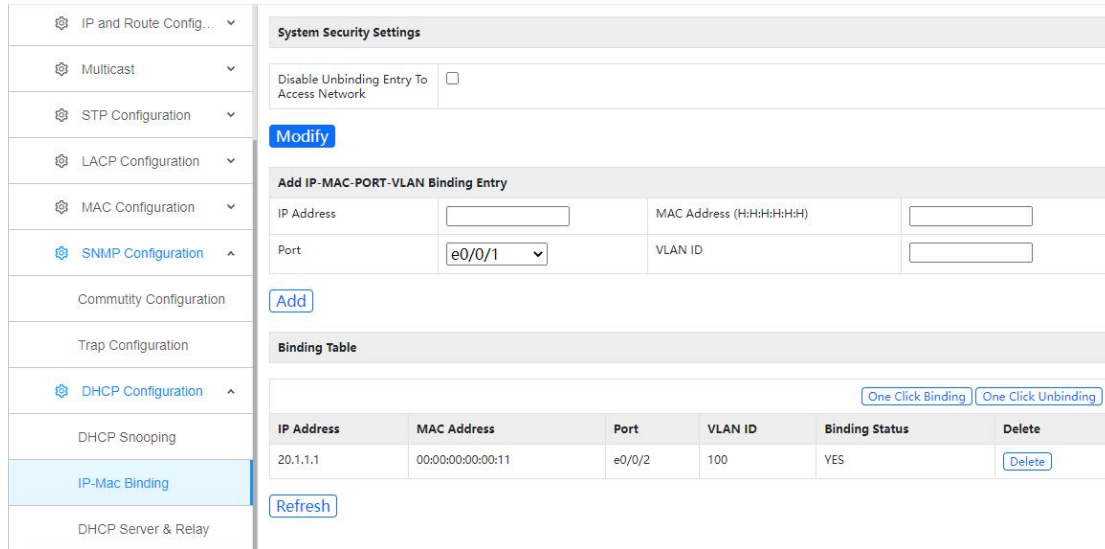 IP and Route Config...
Multicast
STP Configuration
LACP Configuration
MAC Configuration
SNMP Configuration
Commutity Configuration
Trap Configuration
DHCP Configuration
DHCP Snooping
IP-Mac Binding
DHCP Server & Relay
System Security Settings
Disable Unbinding Entry To
Access Network
Modify
Add IP-MAC-PORT-VLAN Binding Entry
IP Address MAC Address (H:H:H:H:H:H)
Port e0/0/1 VLAN ID
Add
Binding Table
One Click Binding One Click Unbinding
IP Address MAC Address Port VLAN ID Binding Status Delete
20.1.1.1 00:00:00:00:00:11 e0/0/2 100 YES Delete
Refresh